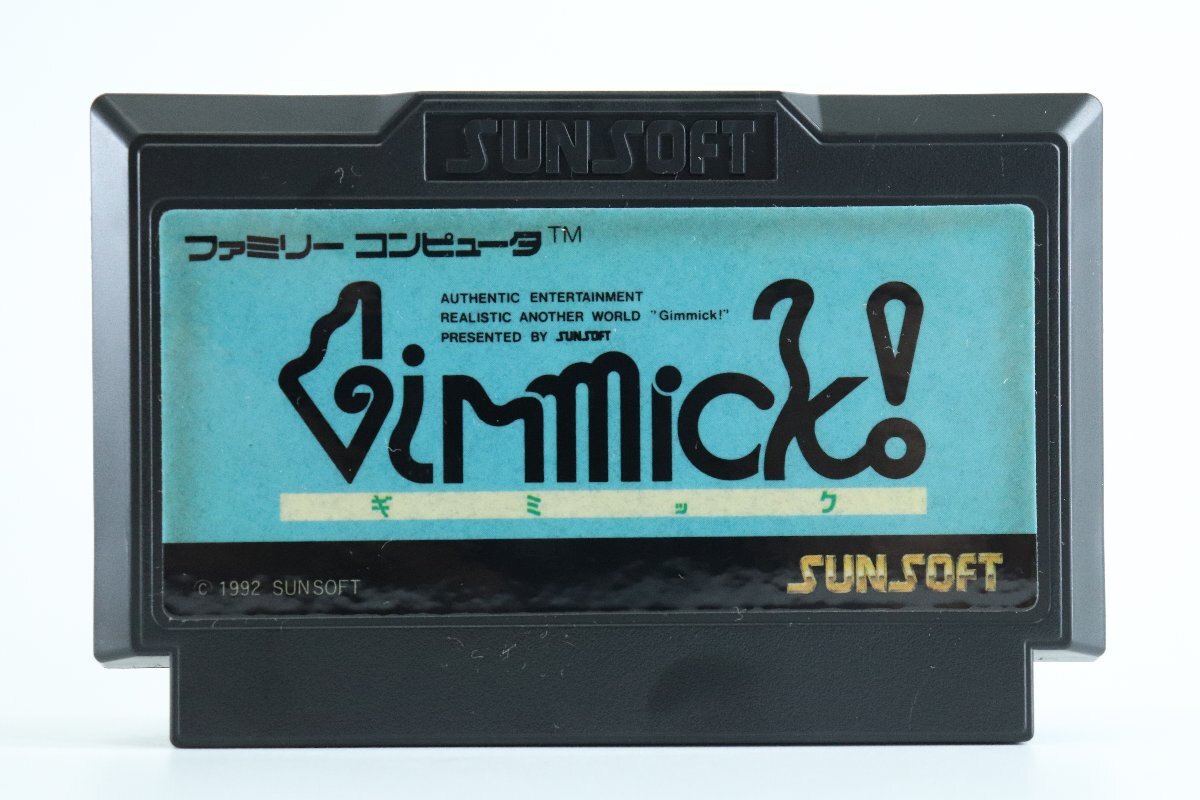 SUNSOFT
ファミリー コンピュータ™
AUTHENTIC ENTERTAINMENT
REALISTIC ANOTHER WORLD "Gimmick!"
PRESENTED BY SUNSOFT
Gimmick!
ギミック
© 1992 SUNSOFT
SUNSOFT